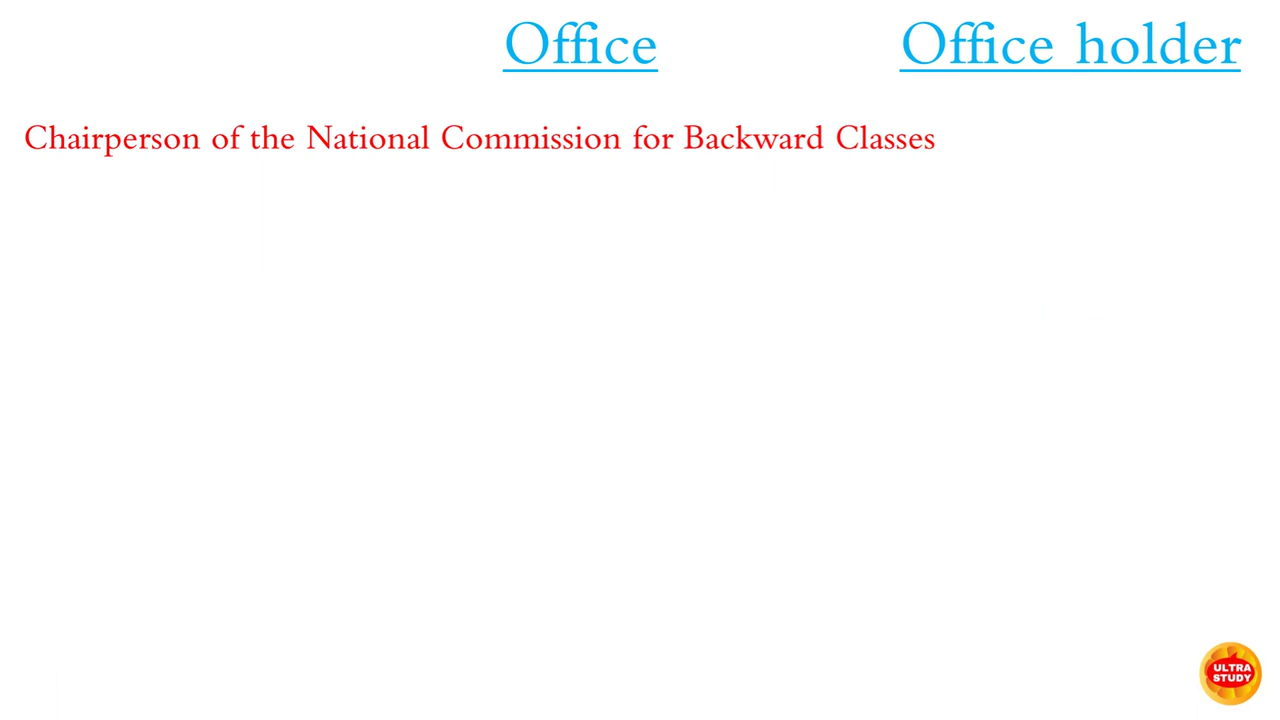 Office Office holder
Chairperson of the National Commission for Backward Classes
ULTRA
STUDY